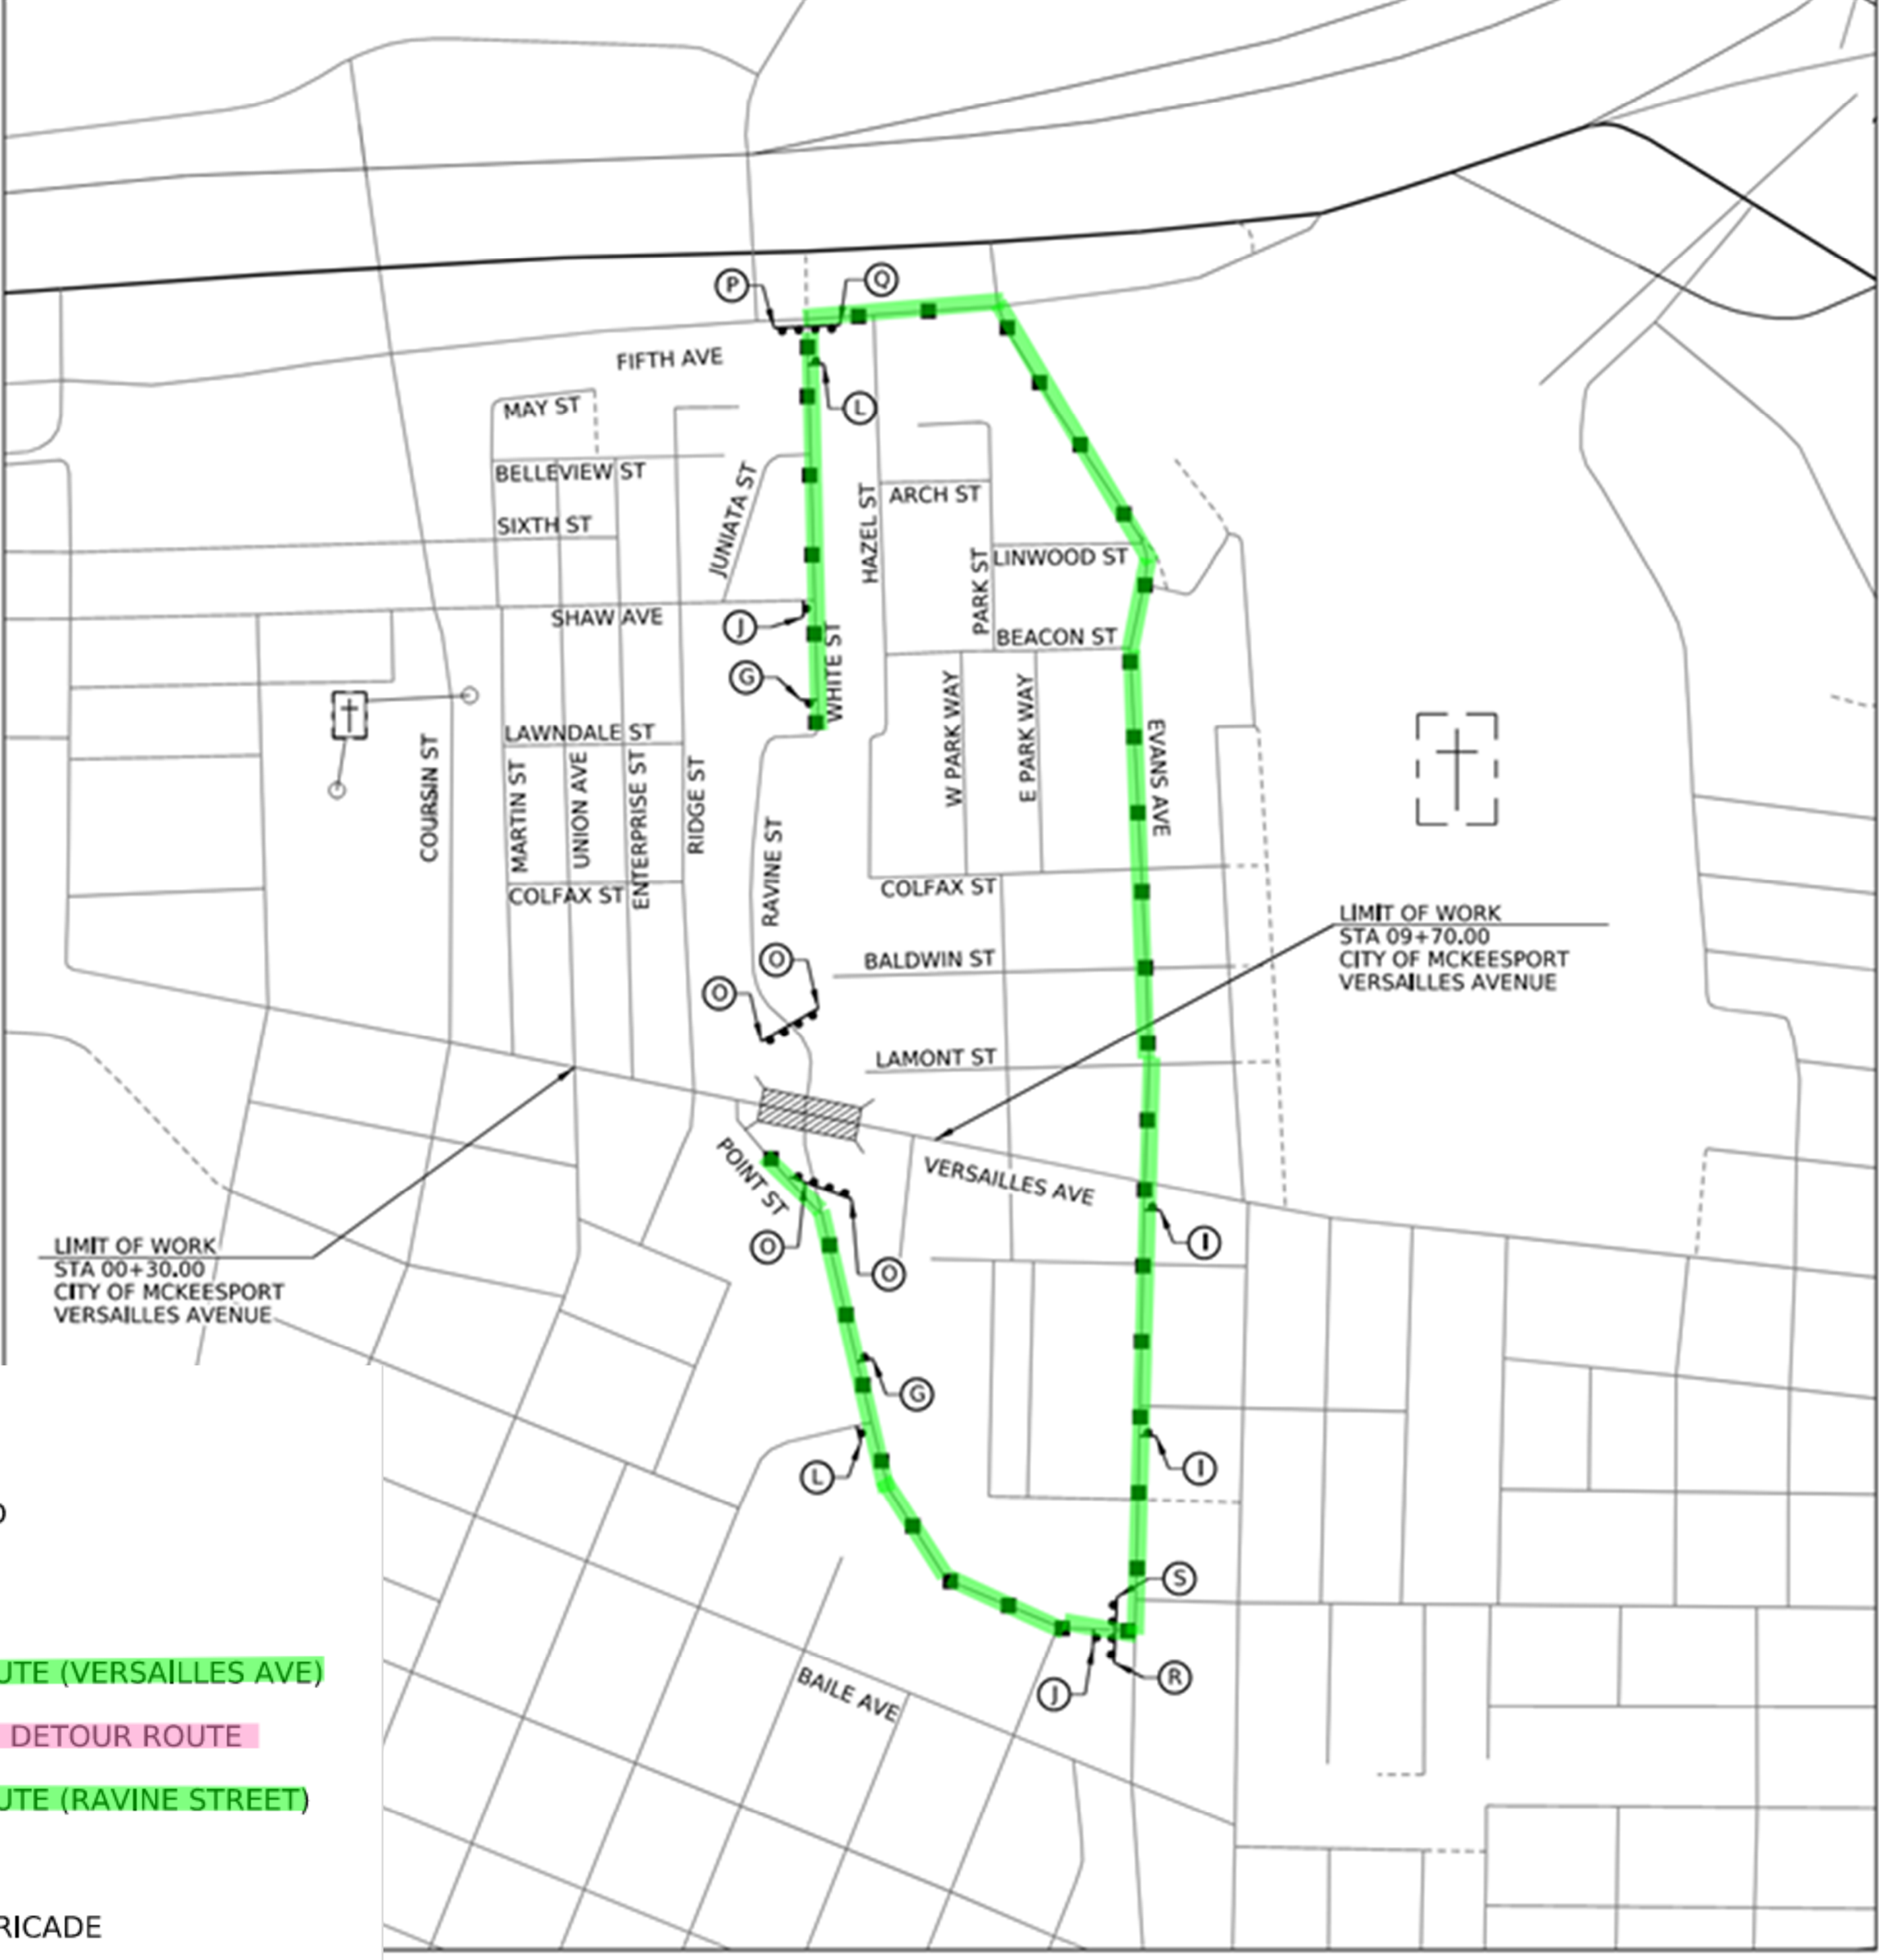 P
Q
FIFTH AVE
L
MAY ST
BELLEVIEW ST
SIXTH ST
JUNIATA ST
HAZEL ST
ARCH ST
LINWOOD ST
PARK ST
SHAW AVE
J
WHITE ST
BEACON ST
G
LAWNDALE ST
COURSIN ST
MARTIN ST
UNION AVE
ENTERPRISE ST
RIDGE ST
RAVINE ST
W PARK WAY
E PARK WAY
EVANS AVE
COLFAX ST
COLFAX ST
LIMIT OF WORK
STA 09+70.00
CITY OF MCKEESPORT
VERSAILLES AVENUE
O
O
BALDWIN ST
LAMONT ST
POINT ST
VERSAILLES AVE
LIMIT OF WORK
STA 00+30.00
CITY OF MCKEESPORT
VERSAILLES AVENUE
O
O
I
G
L
I
S
R
J
BAILE AVE
UTE (VERSAILLES AVE)
DETOUR ROUTE
UTE (RAVINE STREET)
RICADE